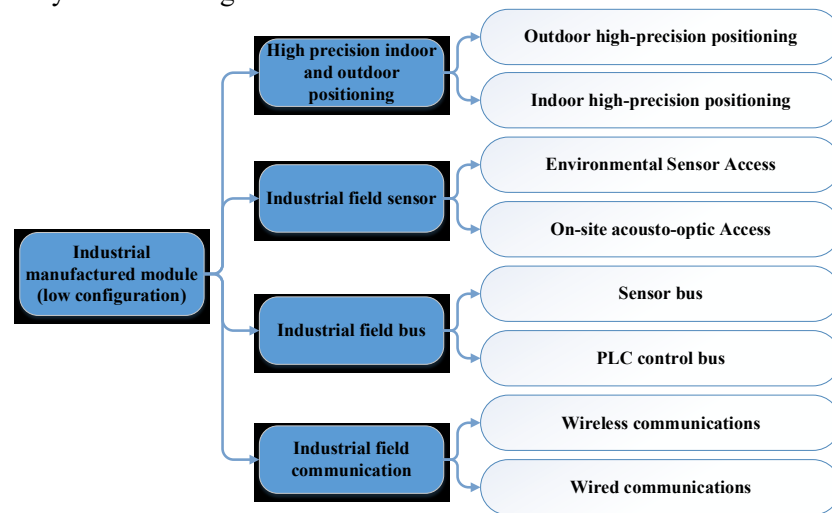 High precision indoor
and outdoor
positioning
Outdoor high-precision positioning
Indoor high-precision positioning
Industrial field sensor
Environmental Sensor Access
On-site acousto-optic Access
Industrial
manufactured module
(low configuration)
Industrial field bus
Sensor bus
PLC control bus
Industrial field
communication
Wireless communications
Wired communications